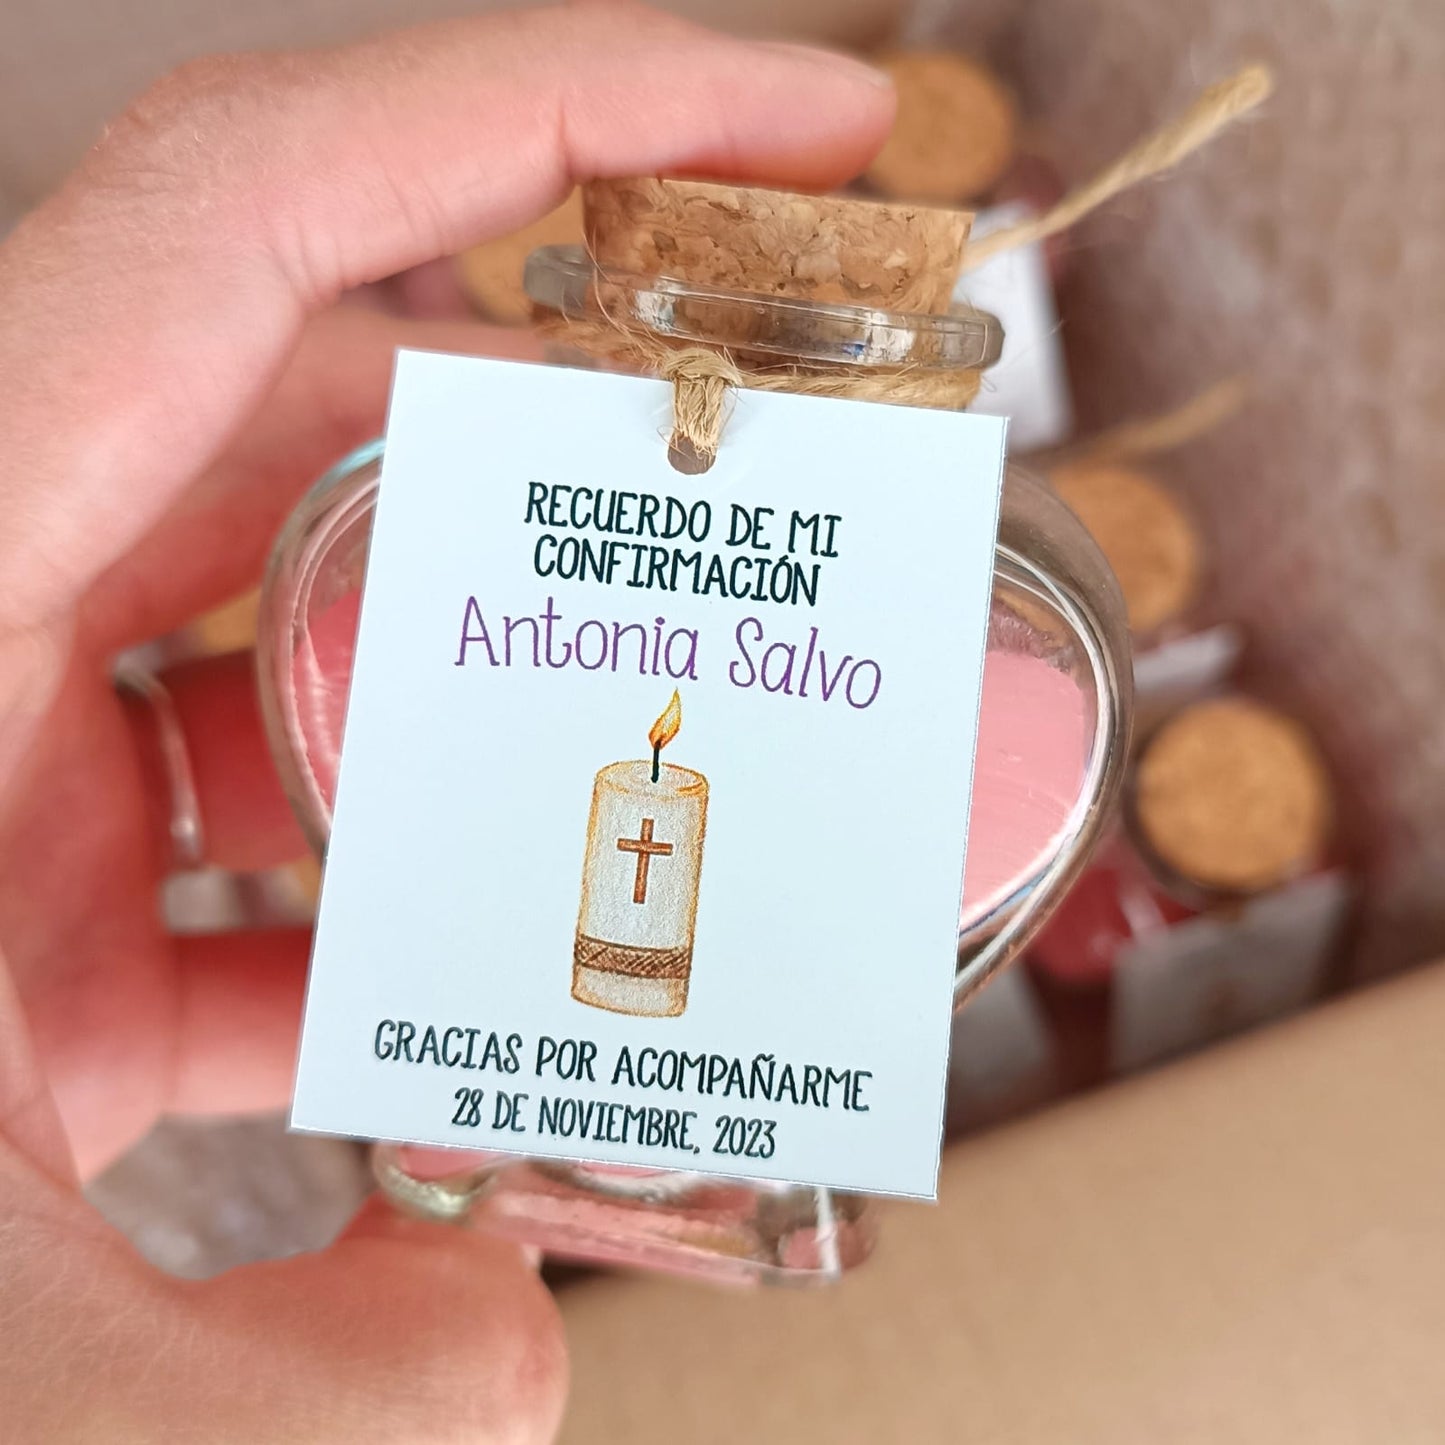 RECUERDO DE MI
CONFIRMACIÓN
Antonia Salvo
GRACIAS POR ACOMPAÑARME
28 DE NOVIEMBRE, 2023